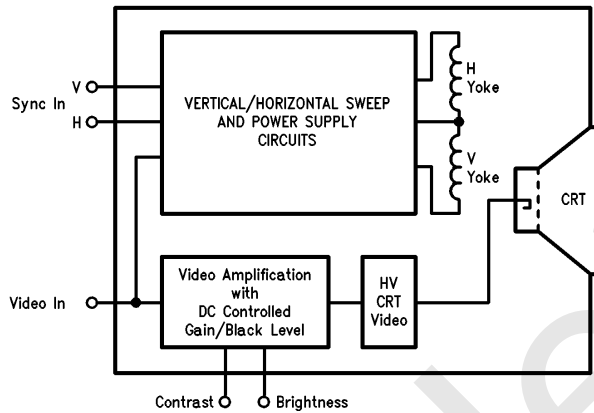 V
Sync In
H
VERTICAL/HORIZONTAL SWEEP
AND POWER SUPPLY
CIRCUITS
H
Yoke
V
Yoke
CRT
Video In
Video Amplification
with
DC Controlled
Gain/Black Level
HV
CRT
Video
Contrast
Brightness